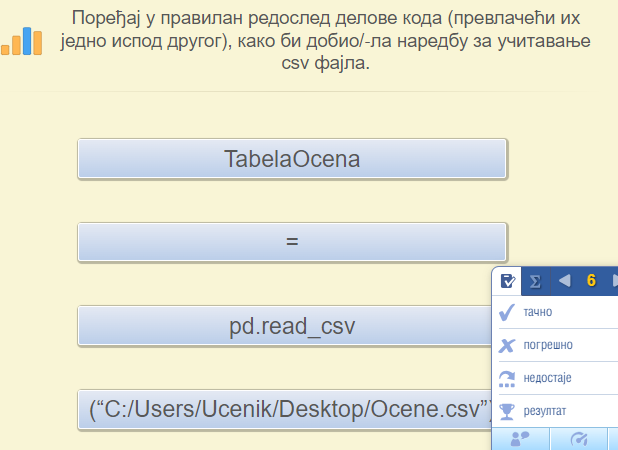 Поређај у правилан редослед делове кода (превлачећи их
једно испод другог), како би добио/-ла наредбу за учитавање
csv фајла.
TabelaOcena
=
pd.read_csv
(“C:/Users/Ucenik/Desktop/Ocene.csv”)
Σ 6
тачно
погрешно
недостаје
резултат